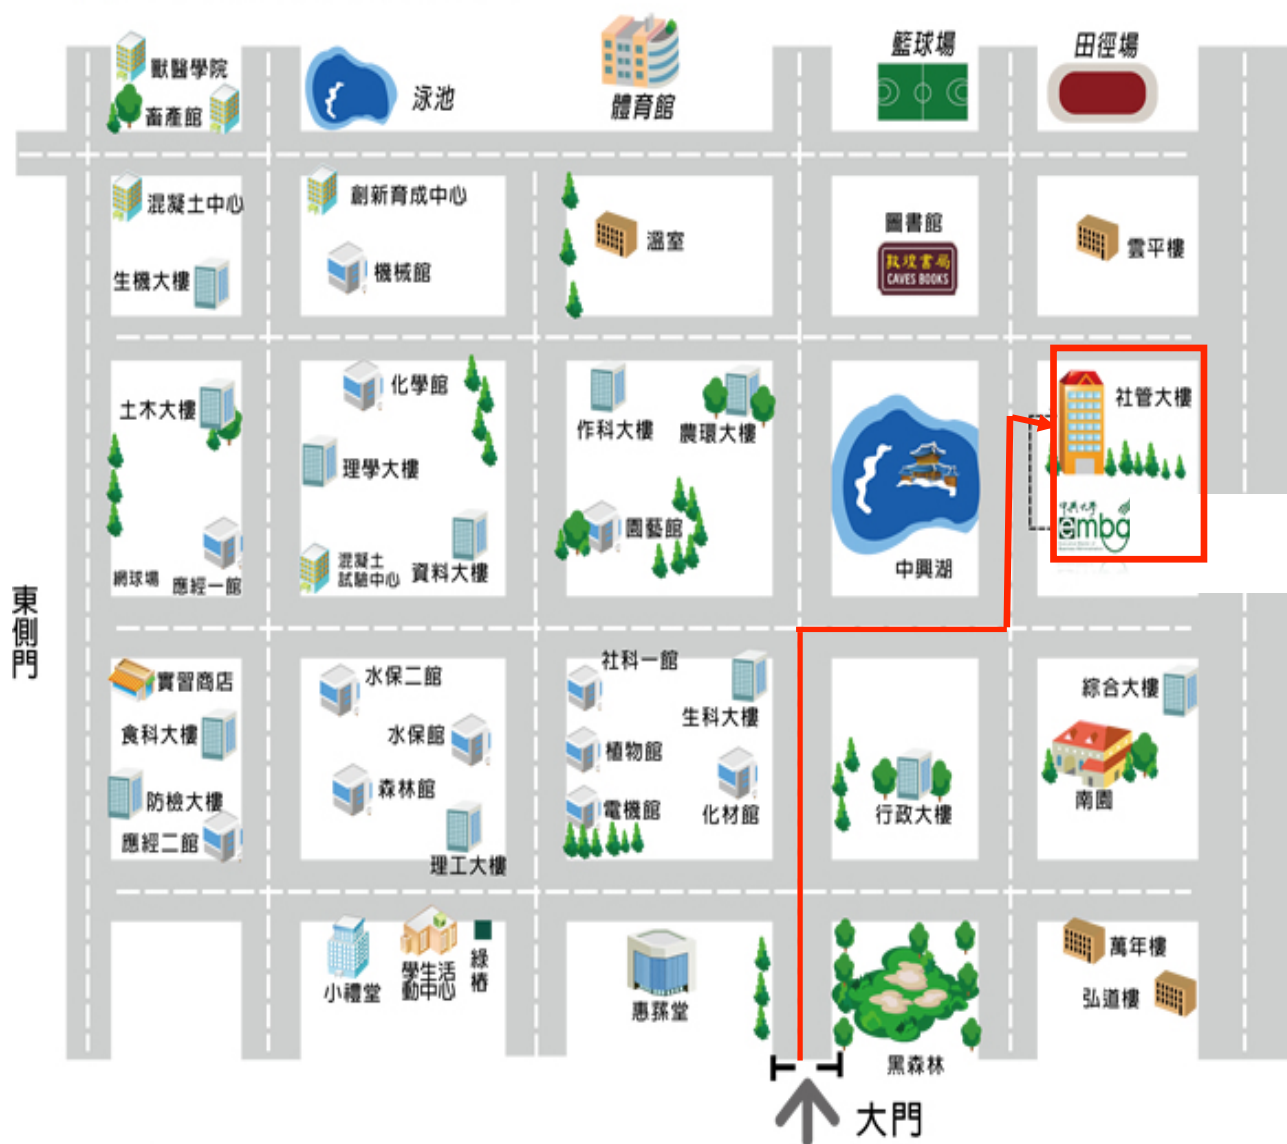 籃球場
田徑場
獸醫學院
泳池
體育館
畜產館
混凝土中心
創新育成中心
圖書館
溫室
雲平樓
敦煌書局
CAVES BOOKS
生機大樓
機械館
化學館
社管大樓
土木大樓
作科大樓
農環大樓
理學大樓
園藝館
emba
中興湖
網球場
應經一館
混凝土
試驗中心
資料大樓
東側門
實習商店
水保二館
社科一館
生科大樓
綜合大樓
食科大樓
水保館
植物館
防檢大樓
森林館
電機館
化材館
行政大樓
南園
應經二館
理工大樓
小禮堂
學生活
動中心
綠樁
惠蓀堂
萬年樓
弘道樓
黑森林
大門